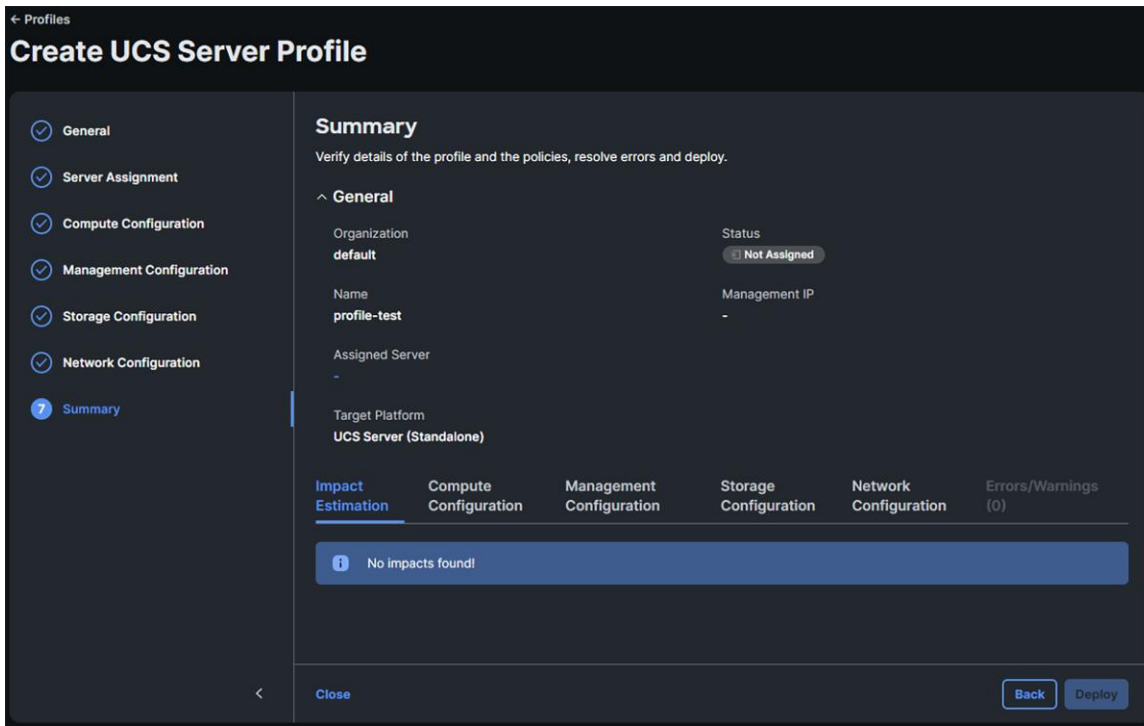 ← Profiles
Create UCS Server Profile
General
Server Assignment
Compute Configuration
Management Configuration
Storage Configuration
Network Configuration
7 Summary
Summary
Verify details of the profile and the policies, resolve errors and deploy.
General
Organization
default
Status
Not Assigned
Name
profile-test
Management IP
-
Assigned Server
-
Target Platform
UCS Server (Standalone)
Impact
Estimation
Compute
Configuration
Management
Configuration
Storage
Configuration
Network
Configuration
Errors/Warnings
(0)
No impacts found!
Close
Back
Deploy